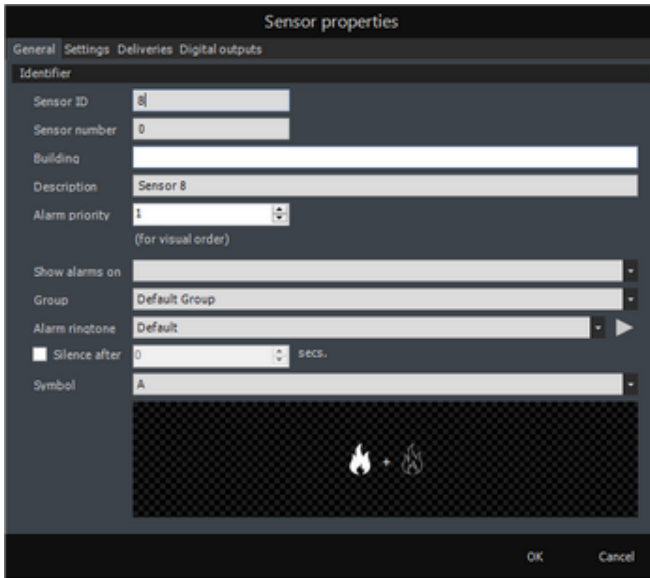 Sensor properties
General Settings Deliveries Digital outputs
Identifier
Sensor ID 8
Sensor number 0
Building
Description Sensor 8
Alarm priority 1
(for visual order)
Show alarms on
Group Default Group
Alarm ringtone Default
Silence after 0 secs.
Symbol A
+
OK Cancel